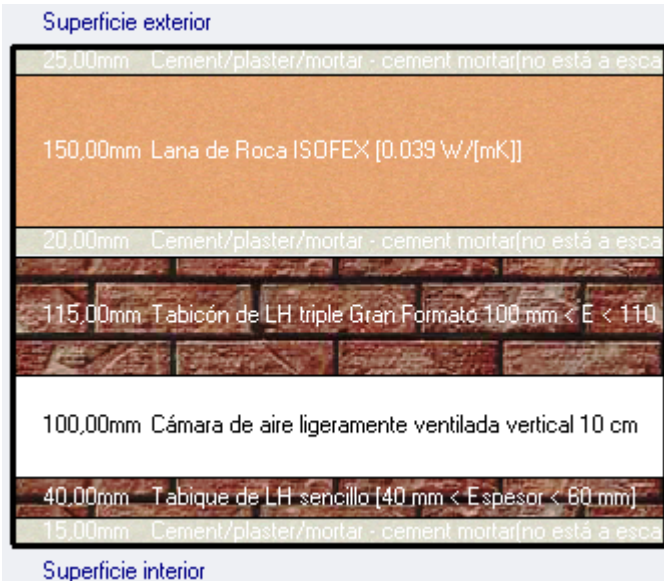 Superficie exterior
25,00mm Cement/plaster/mortar - cement mortar(no está a esca
150,00mm Lana de Roca ISOFEX [0.039 W/[mK]]
20,00mm Cement/plaster/mortar - cement mortar(no está a esca
115,00mm Tabicón de LH triple Gran Formato 100 mm < E < 110
100,00mm Cámara de aire ligeramente ventilada vertical 10 cm
40,00mm Tabique de LH sencillo [40 mm < Espesor < 60 mm]
15,00mm Cement/plaster/mortar - cement mortar(no está a esca
Superficie interior